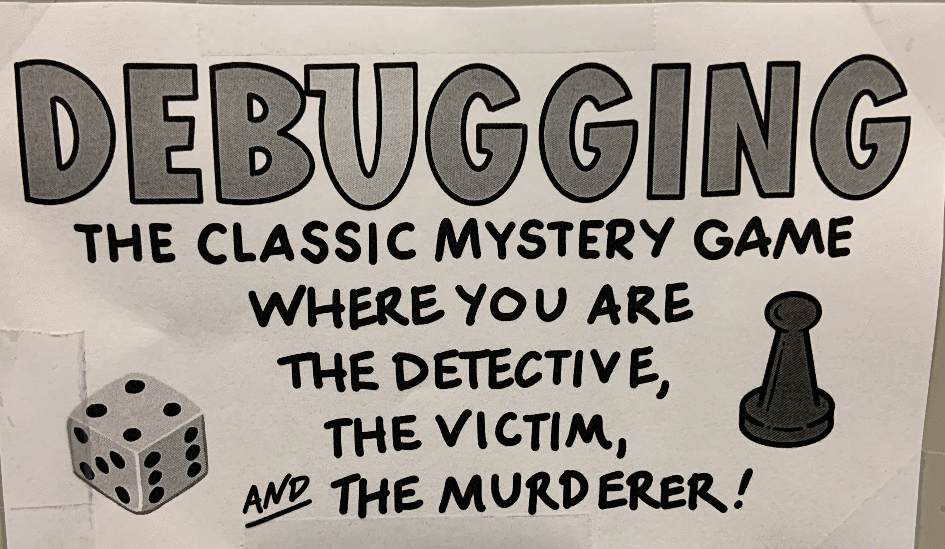 DEBUGGING
THE CLASSIC MYSTERY GAME
WHERE YOU ARE
THE DETECTIVE,
THE VICTIM,
AND THE MURDERER!